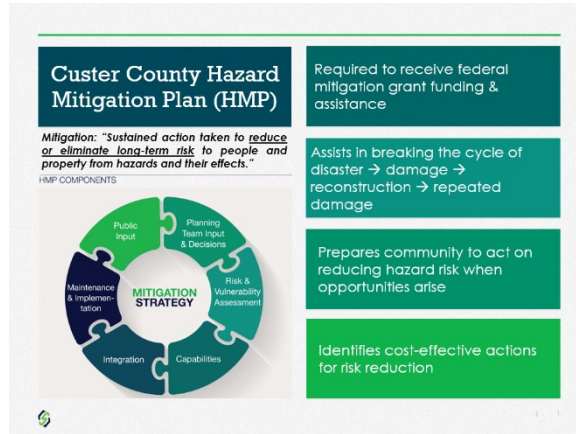 Custer County Hazard
Mitigation Plan (HMP)
Mitigation: "Sustained action taken to reduce
or eliminate long-term risk to people and
property from hazards and their effects."
HMP COMPONENTS
Public
Input
Planning
Team Input
& Decisions
Risk &
Vulnerability
Assessment
Capabilities
Integration
Maintenance
& Implemen-
tation
MITIGATION
STRATEGY
Required to receive federal
mitigation grant funding &
assistance
Assists in breaking the cycle of
disaster → damage →
reconstruction → repeated
damage
Prepares community to act on
reducing hazard risk when
opportunities arise
Identifies cost-effective actions
for risk reduction